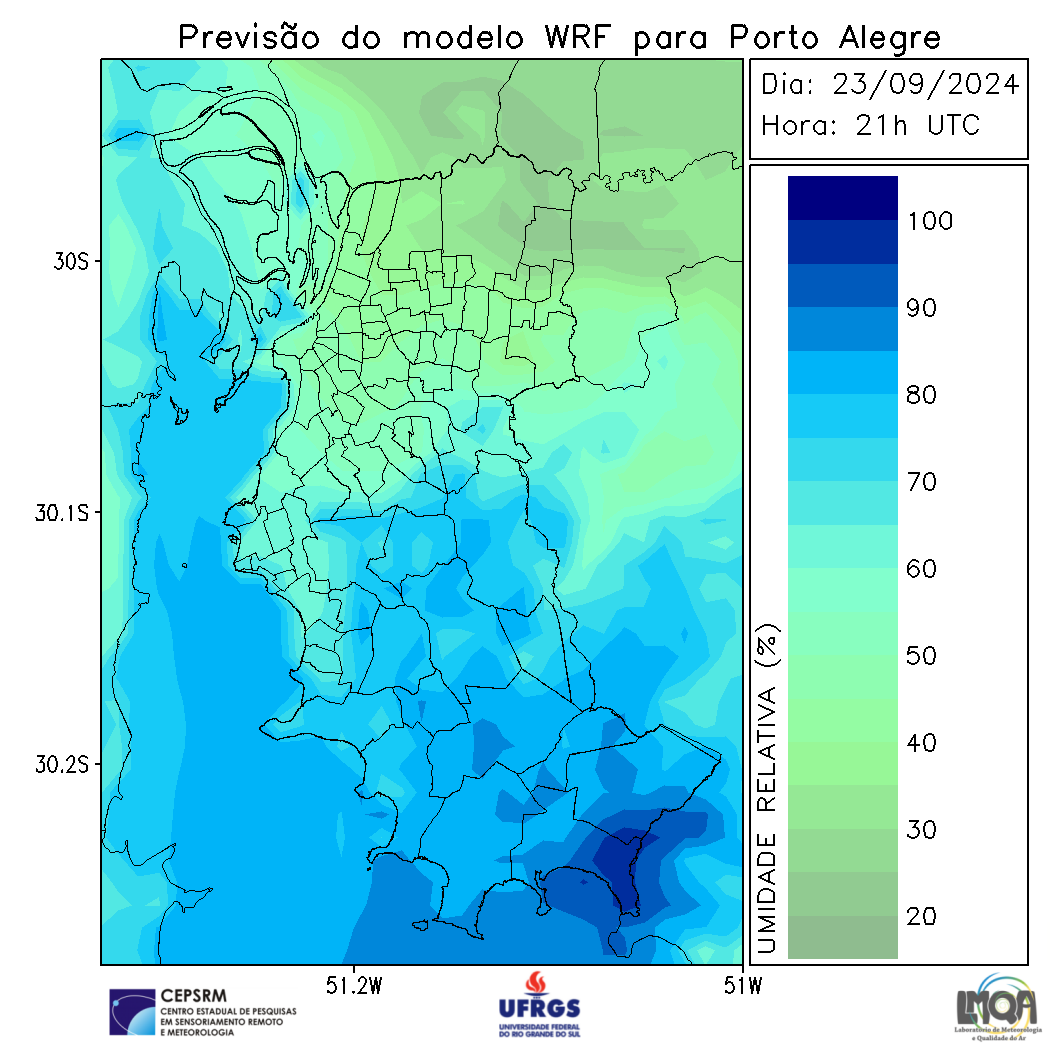 Previsão do modelo WRF para Porto Alegre
Dia: 23/09/2024
Hora: 21h UTC
30S
30.1S
30.2S
51.2W
51W
UMIDADE RELATIVA (%)
100
90
80
70
60
50
40
30
20
CEPSRM
CENTRO ESTADUAL DE PESQUISAS
EM SENSORIAMENTO REMOTO
E METEOROLOGIA
UFRGS
UNIVERSIDADE FEDERAL
DO RIO GRANDE DO SUL
LMQA
Laboratório de Meteorologia
e Qualidade do Ar